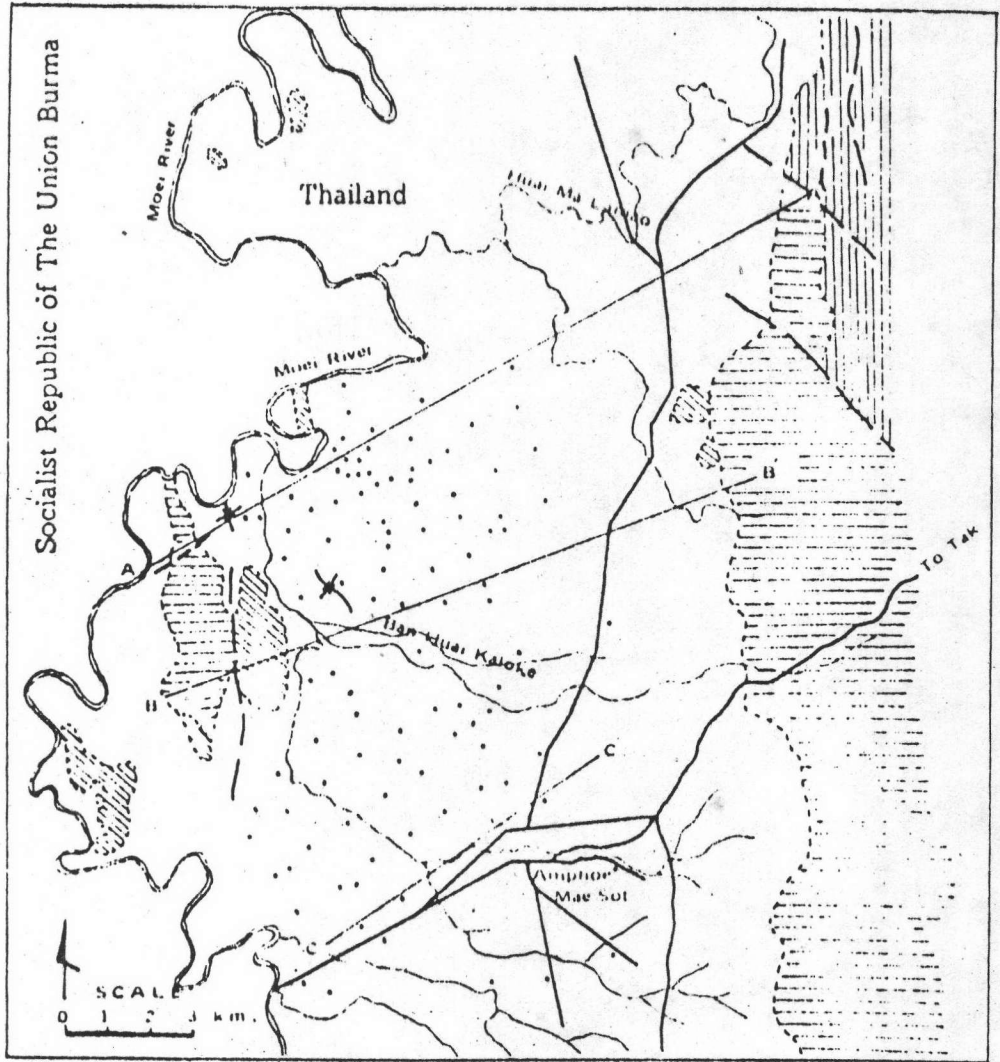 Socialist Republic of The Union Burma
Moei River
Thailand
Moei River
A
B
B
To Tak
C
Amphoe
Mae Sot
C
SCALE
0 1 2 3 km.